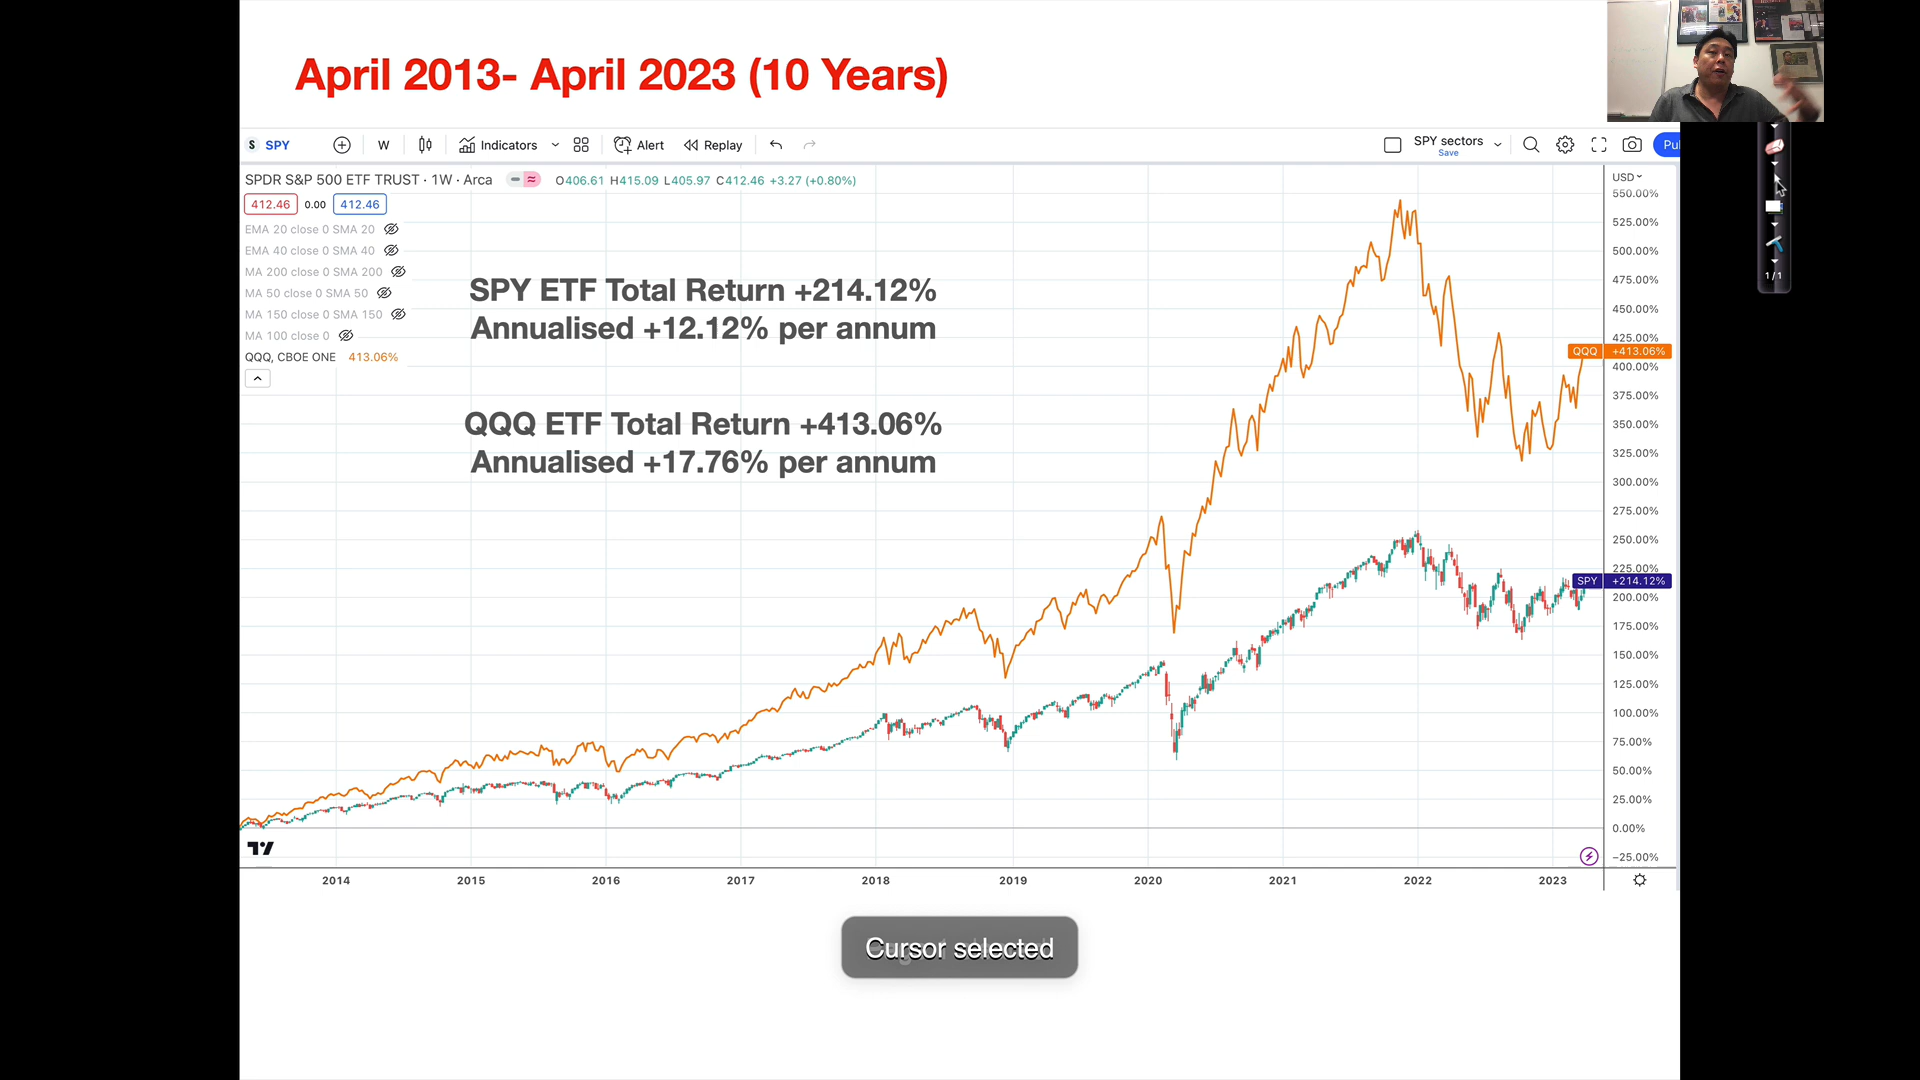 April 2013- April 2023 (10 Years)
S SPY W Indicators Alert Replay SPY sectors Save Pu
SPDR S&P 500 ETF TRUST · 1W · Arca O406.61 H415.09 L405.97 C412.46 +3.27 (+0.80%) USD
412.46 0.00 412.46
EMA 20 close 0 SMA 20
EMA 40 close 0 SMA 40
MA 200 close 0 SMA 200
MA 50 close 0 SMA 50
MA 150 close 0 SMA 150
MA 100 close 0
QQQ, CBOE ONE 413.06%
SPY ETF Total Return +214.12%
Annualised +12.12% per annum
QQQ ETF Total Return +413.06%
Annualised +17.76% per annum
550.00%
525.00%
500.00%
475.00%
450.00%
425.00%
QQQ +413.06%
400.00%
375.00%
350.00%
325.00%
300.00%
275.00%
250.00%
225.00%
SPY +214.12%
200.00%
175.00%
150.00%
125.00%
100.00%
75.00%
50.00%
25.00%
0.00%
−25.00%
2014 2015 2016 2017 2018 2019 2020 2021 2022 2023
1/1
Cursor selected